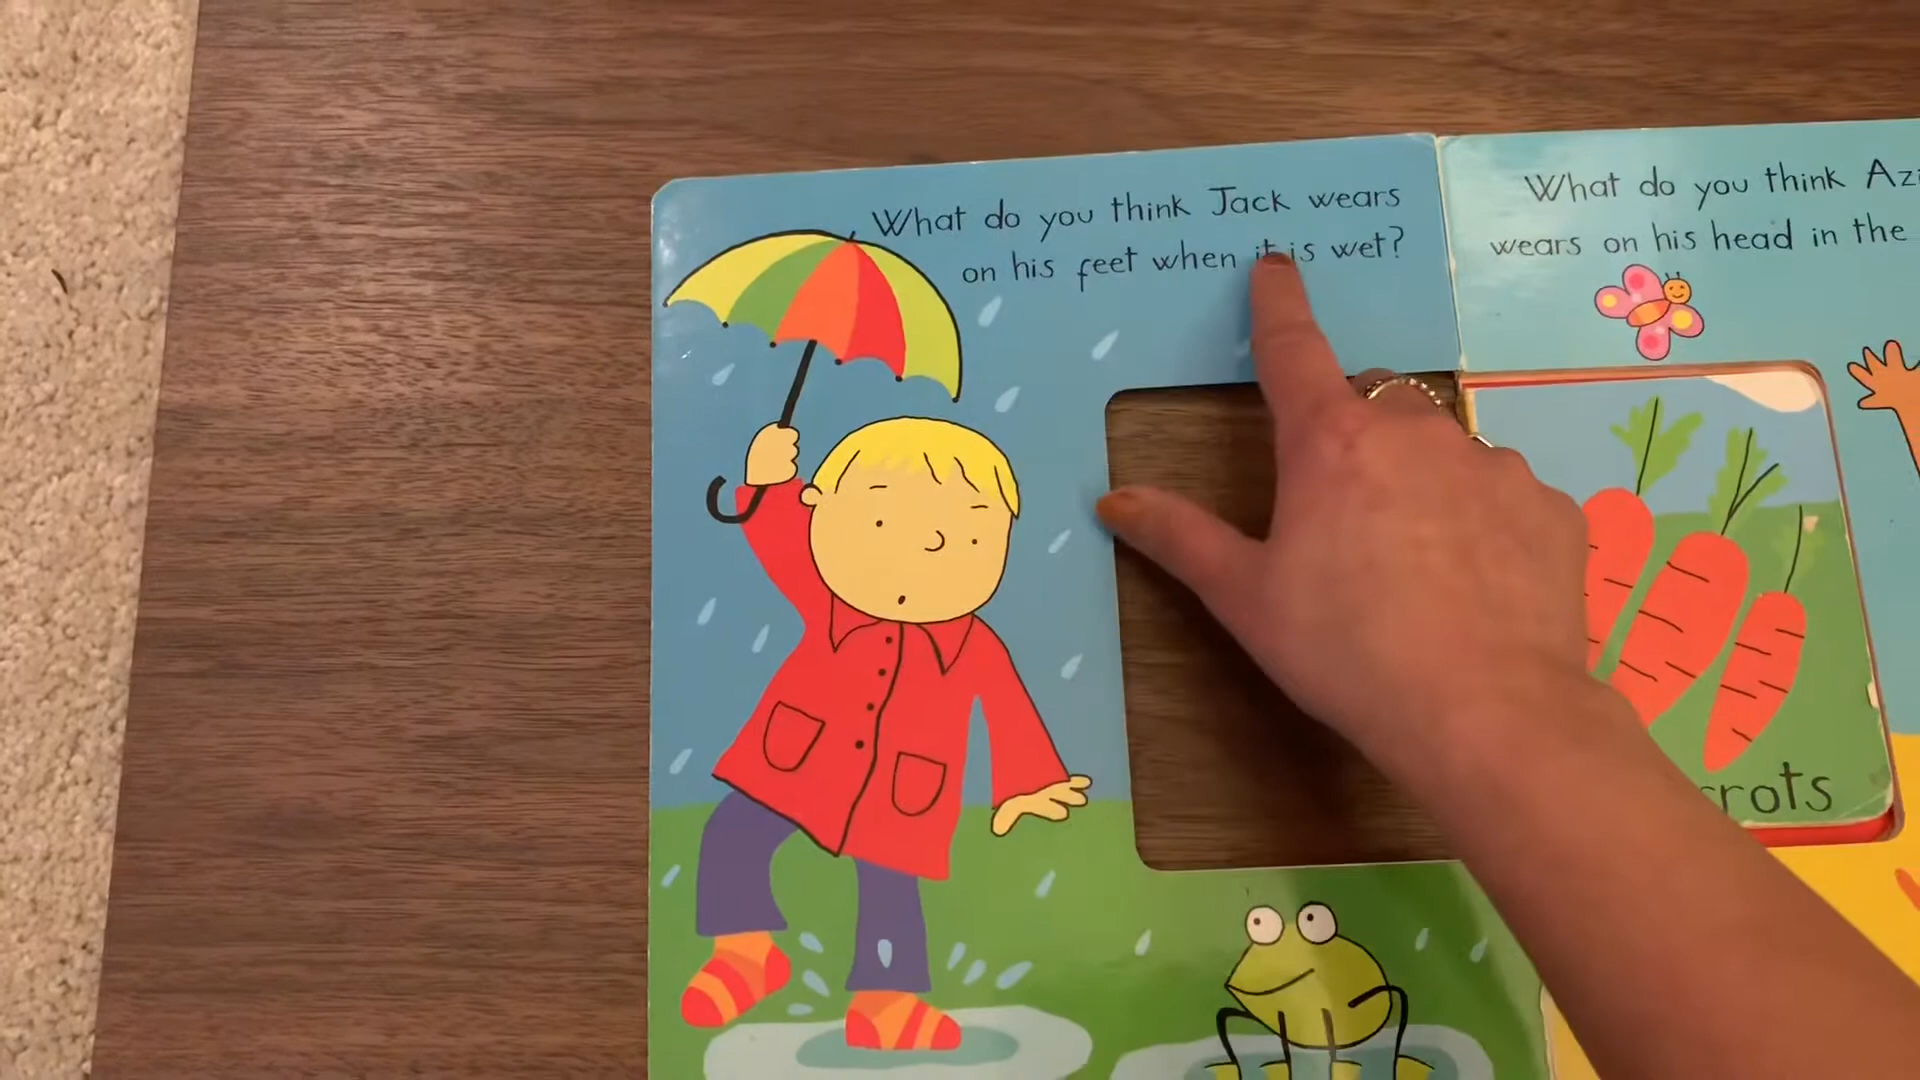 What do you think Jack wears
on his feet when it is wet?
What do you think
wears on his head in the